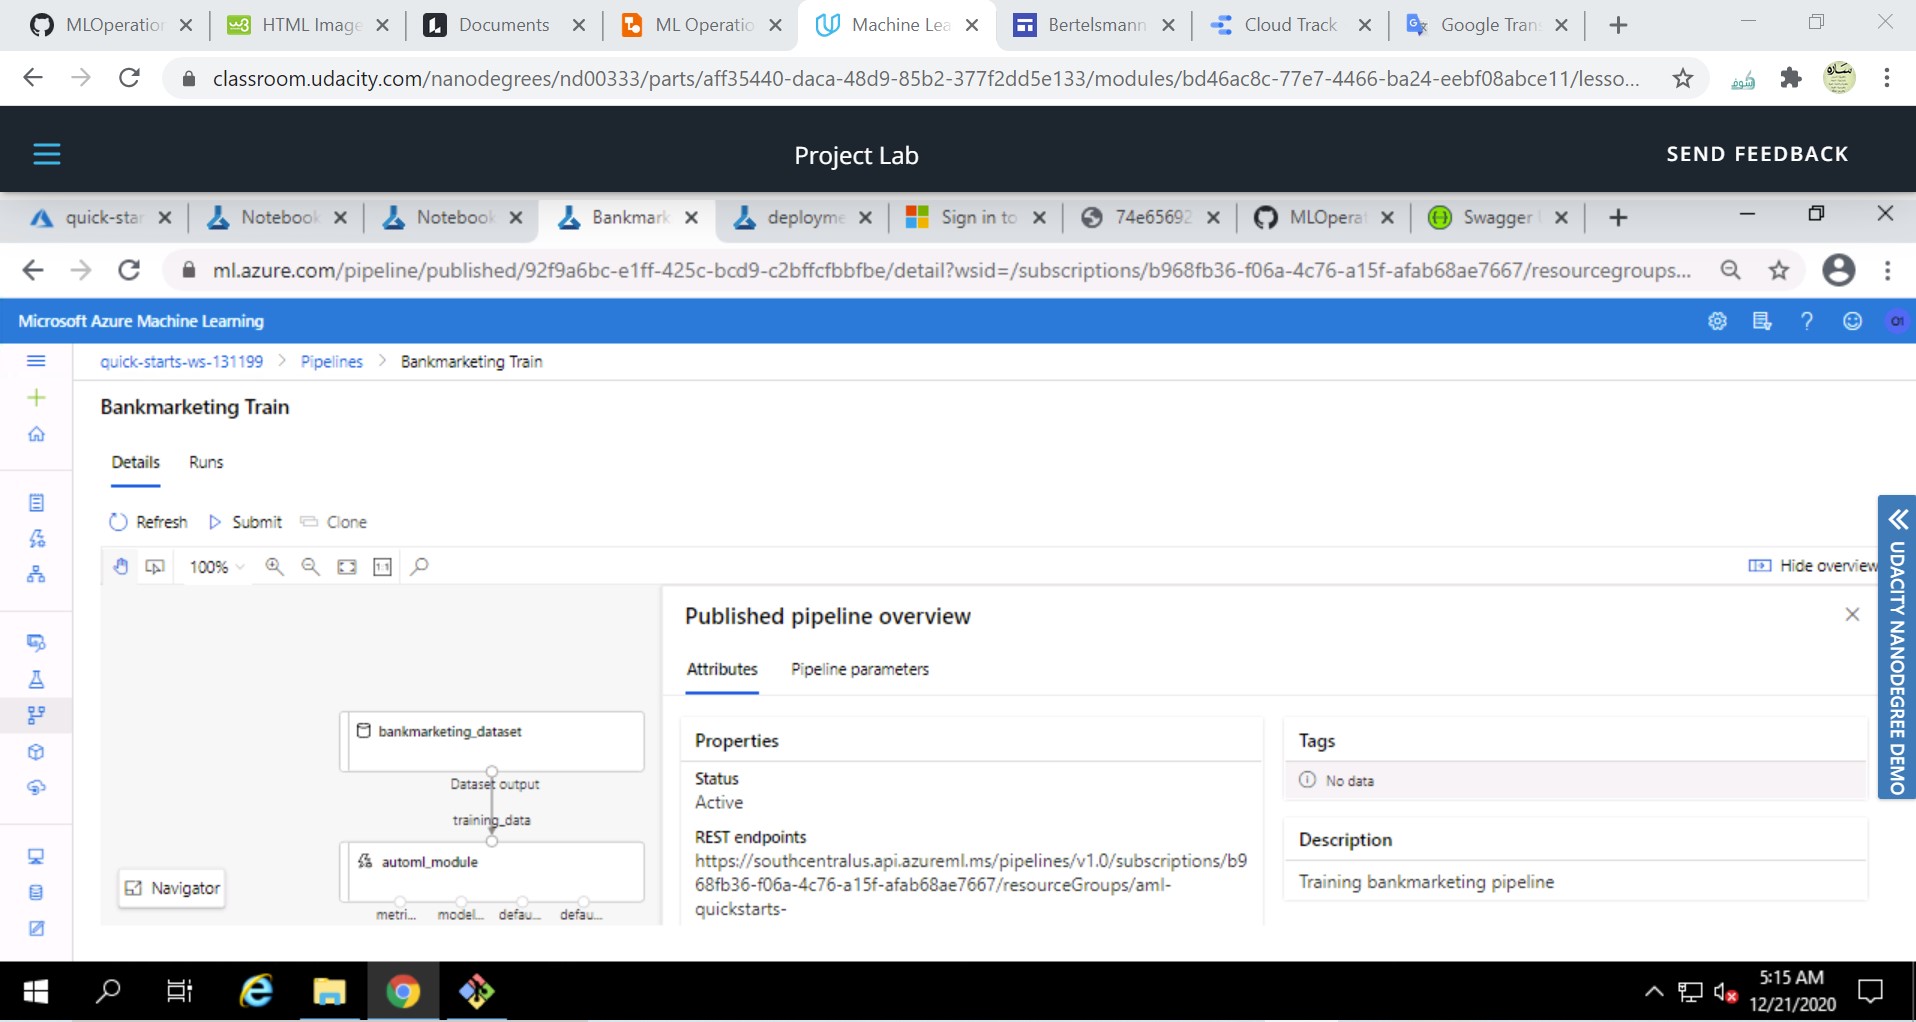 MLOperation
HTML Image
Documents
ML Operatio
Machine Lea
Bertelsmann
Cloud Track
Google Tran
classroom.udacity.com/nanodegrees/nd00333/parts/aff35440-daca-48d9-85b2-377f2dd5e133/modules/bd46ac8c-77e7-4466-ba24-eebf08abce11/lesso...
Project Lab
SEND FEEDBACK
quick-star
Notebook
Notebook
Bankmark
deployme
Sign in to
74e65692
MLOperat
Swagger
ml.azure.com/pipeline/published/92f9a6bc-e1ff-425c-bcd9-c2bffcfbbfbe/detail?wsid=/subscriptions/b968fb36-f06a-4c76-a15f-afab68ae7667/resourcegroups...
Microsoft Azure Machine Learning
quick-starts-ws-131199 > Pipelines > Bankmarketing Train
Bankmarketing Train
Details
Runs
Refresh
Submit
Clone
100%
1:1
Hide overview
UDACITY NANODEGREE DEMO
Published pipeline overview
Attributes
Pipeline parameters
bankmarketing_dataset
Dataset output
training_data
automl_module
metri...
model...
defau...
defau...
Navigator
Properties
Status
Active
REST endpoints
https://southcentralus.api.azureml.ms/pipelines/v1.0/subscriptions/b9
68fb36-f06a-4c76-a15f-afab68ae7667/resourceGroups/aml-
quickstarts-
Tags
No data
Description
Training bankmarketing pipeline
5:15 AM
12/21/2020